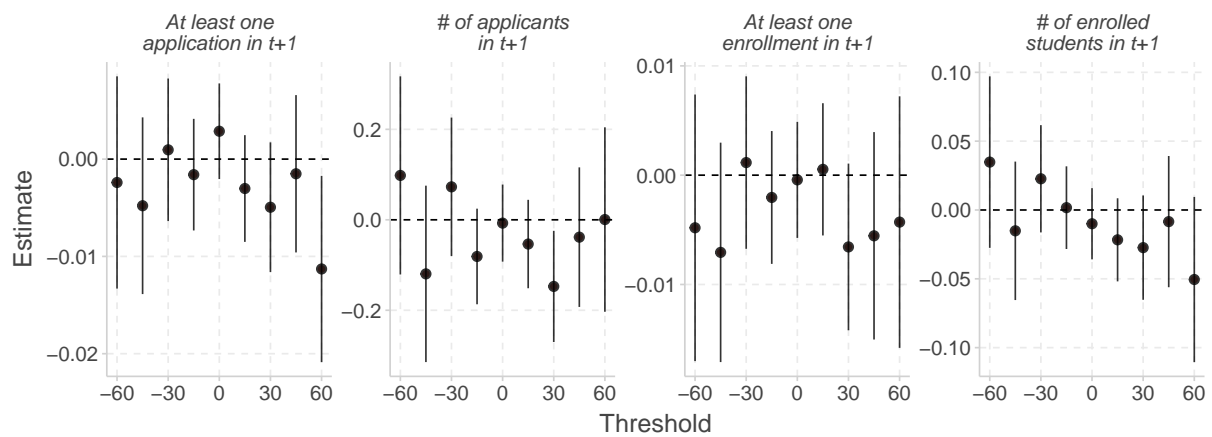 At least one
application in t+1
# of applicants
in t+1
At least one
enrollment in t+1
# of enrolled
students in t+1
Estimate
0.00
−0.01
−0.02
0.2
0.0
−0.2
0.01
0.00
−0.01
0.10
0.05
0.00
−0.05
−0.10
−60 −30 0 30 60
−60 −30 0 30 60
−60 −30 0 30 60
−60 −30 0 30 60
Threshold